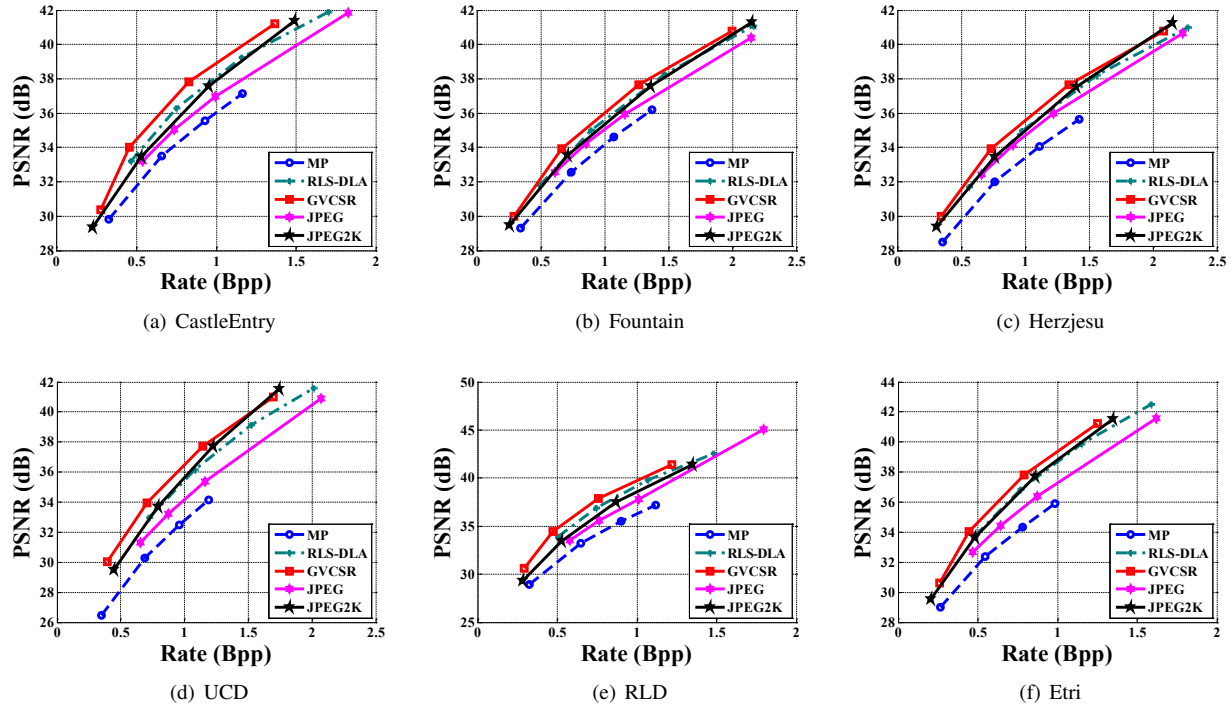 42
40
38
36
34
32
30
28
PSNR (dB)
0 0.5 1 1.5 2
Rate (Bpp)
MP
RLS-DLA
GVCSR
JPEG
JPEG2K
(a) CastleEntry
42
40
38
36
34
32
30
28
PSNR (dB)
0 0.5 1 1.5 2 2.5
Rate (Bpp)
MP
RLS-DLA
GVCSR
JPEG
JPEG2K
(b) Fountain
42
40
38
36
34
32
30
28
PSNR (dB)
0 0.5 1 1.5 2 2.5
Rate (Bpp)
MP
RLS-DLA
GVCSR
JPEG
JPEG2K
(c) Herzjesu
42
40
38
36
34
32
30
28
26
PSNR (dB)
0 0.5 1 1.5 2 2.5
Rate (Bpp)
MP
RLS-DLA
GVCSR
JPEG
JPEG2K
(d) UCD
50
45
40
35
30
25
PSNR (dB)
0 0.5 1 1.5 2
Rate (Bpp)
MP
RLS-DLA
GVCSR
JPEG
JPEG2K
(e) RLD
44
42
40
38
36
34
32
30
28
PSNR (dB)
0 0.5 1 1.5 2
Rate (Bpp)
MP
RLS-DLA
GVCSR
JPEG
JPEG2K
(f) Etri